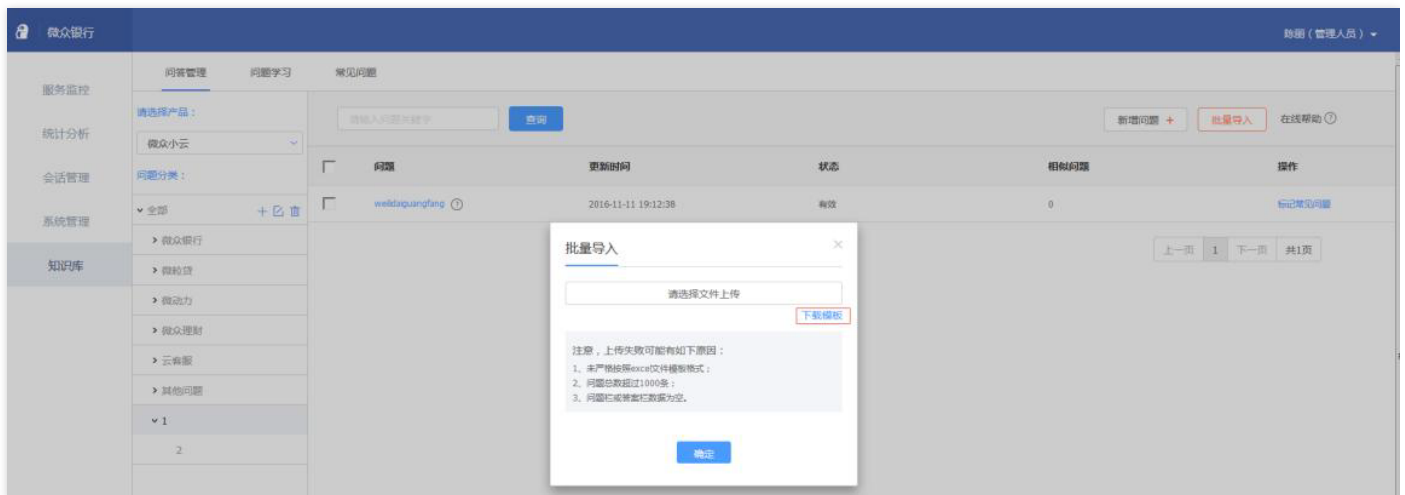 微众银行
陈丽（管理人员）
服务监控
统计分析
会话管理
系统管理
知识库
问答管理 问题学习 常见问题
请选择产品：
微众小云
问题分类：
全部
微众银行
微粒贷
微动力
微众理财
云客服
其他问题
1
2
请输入问题关键字 查询 新增问题 + 批量导入 在线帮助
问题 更新时间 状态 相似问题 操作
weilidaiguangfang 2016-11-11 19:12:38 有效 0 标记常见问题
上一页 1 下一页 共1页
批量导入
请选择文件上传
下载模板
注意，上传失败可能有如下原因：
1、未严格按照excel文件模板格式；
2、问题总数超过1000条；
3、问题栏或答案栏数据为空。
确定